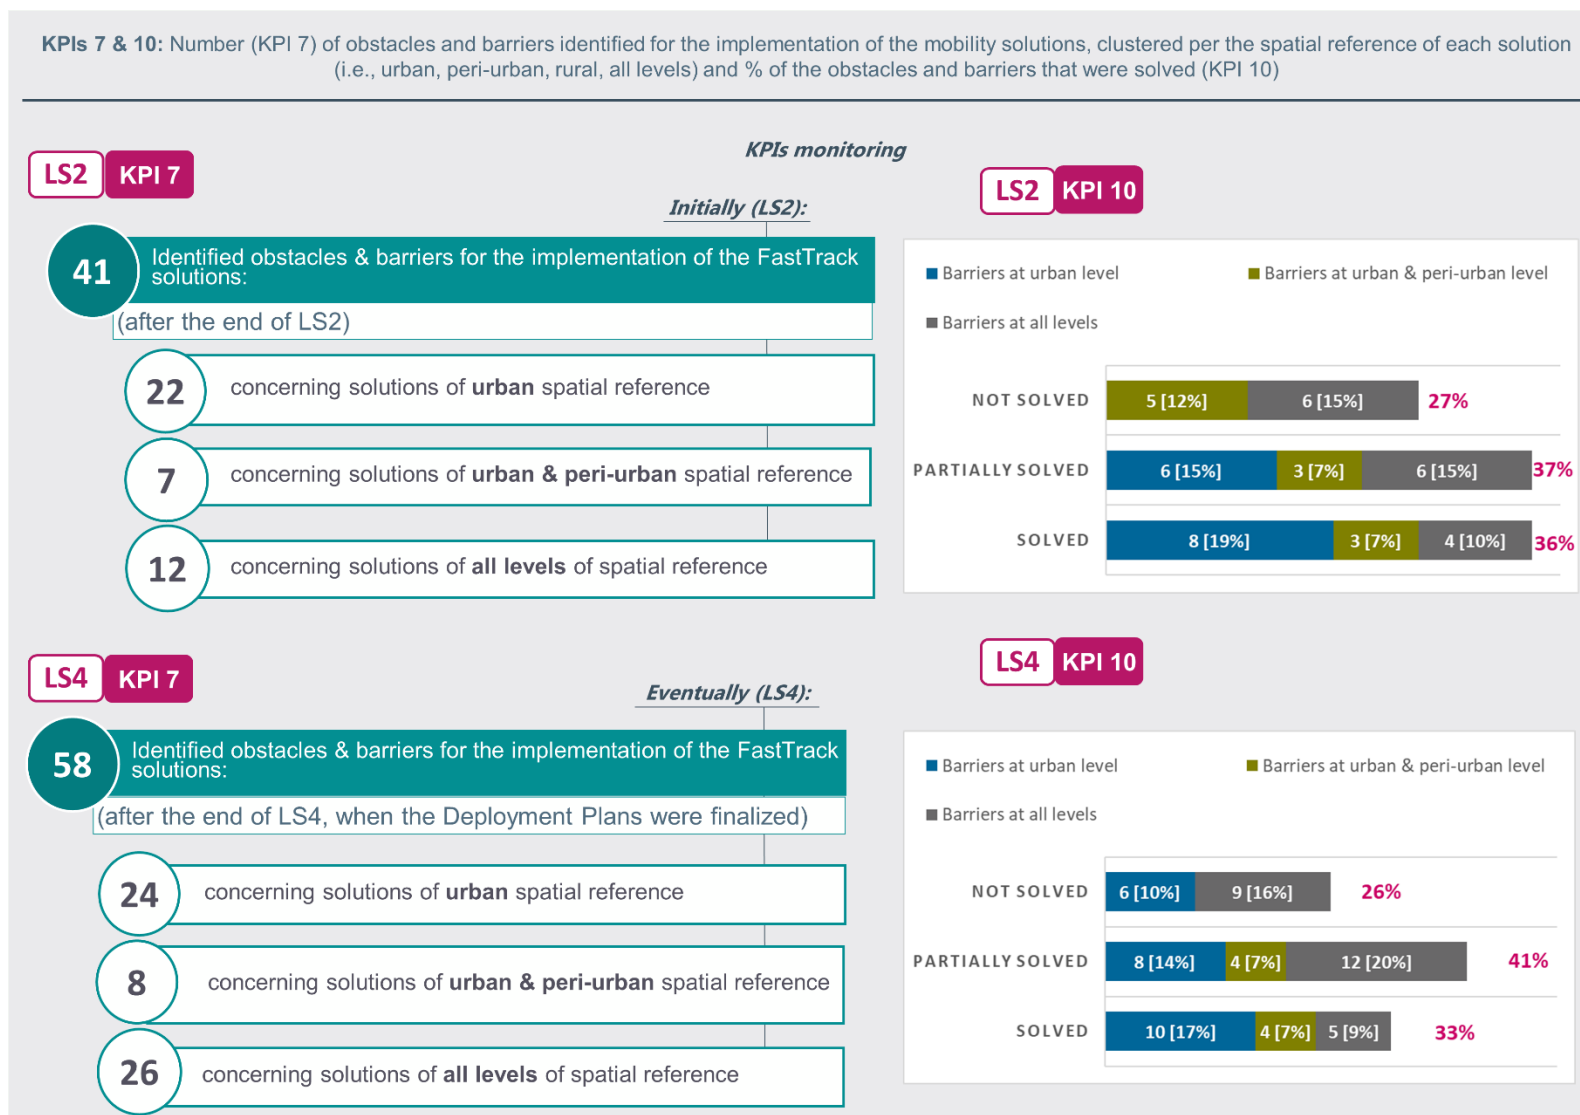 KPIs 7 & 10: Number (KPI 7) of obstacles and barriers identified for the implementation of the mobility solutions, clustered per the spatial reference of each solution
(i.e., urban, peri-urban, rural, all levels) and % of the obstacles and barriers that were solved (KPI 10)
KPIs monitoring
LS2 KPI 7
Initially (LS2):
41
Identified obstacles & barriers for the implementation of the FastTrack
solutions:
(after the end of LS2)
22 concerning solutions of urban spatial reference
7 concerning solutions of urban & peri-urban spatial reference
12 concerning solutions of all levels of spatial reference
LS2 KPI 10
Barriers at urban level
Barriers at urban & peri-urban level
Barriers at all levels
NOT SOLVED 5 [12%] 6 [15%] 27%
PARTIALLY SOLVED 6 [15%] 3 [7%] 6 [15%] 37%
SOLVED 8 [19%] 3 [7%] 4 [10%] 36%
LS4 KPI 7
Eventually (LS4):
58
Identified obstacles & barriers for the implementation of the FastTrack
solutions:
(after the end of LS4, when the Deployment Plans were finalized)
24 concerning solutions of urban spatial reference
8 concerning solutions of urban & peri-urban spatial reference
26 concerning solutions of all levels of spatial reference
LS4 KPI 10
Barriers at urban level
Barriers at urban & peri-urban level
Barriers at all levels
NOT SOLVED 6 [10%] 9 [16%] 26%
PARTIALLY SOLVED 8 [14%] 4 [7%] 12 [20%] 41%
SOLVED 10 [17%] 4 [7%] 5 [9%] 33%